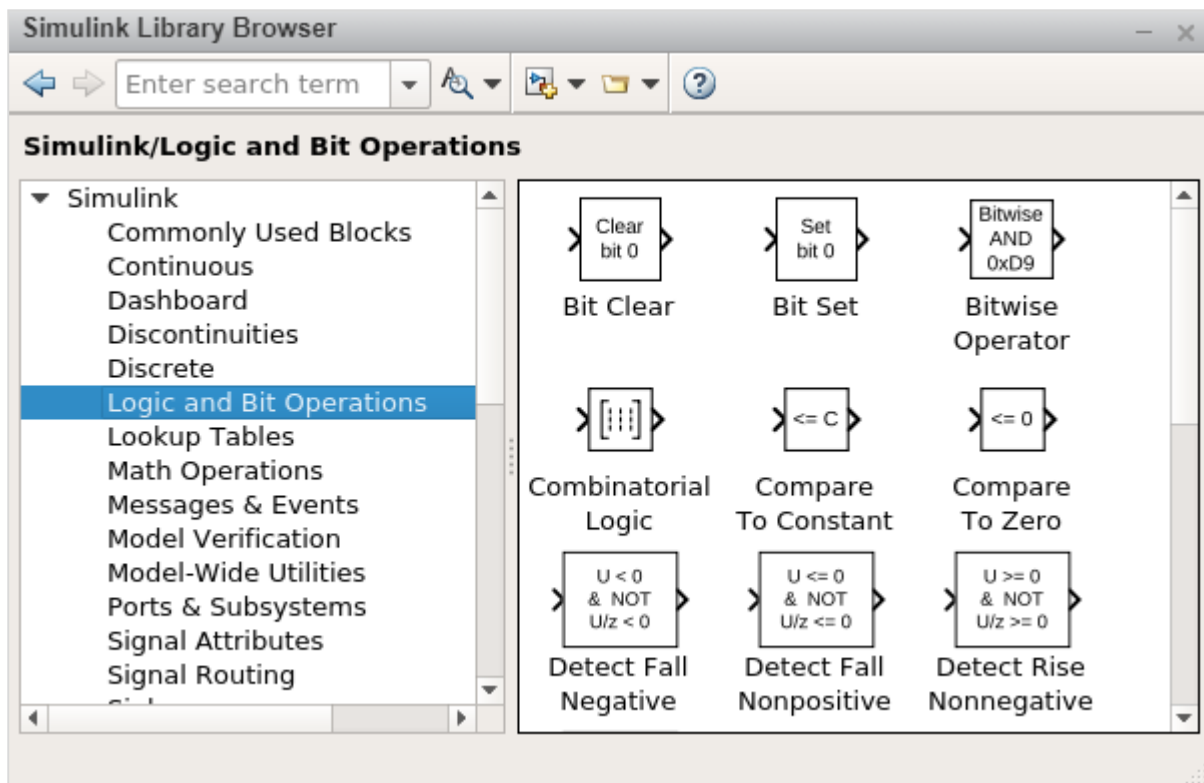 Simulink Library Browser
Enter search term
Simulink/Logic and Bit Operations
Simulink
Commonly Used Blocks
Continuous
Dashboard
Discontinuities
Discrete
Logic and Bit Operations
Lookup Tables
Math Operations
Messages & Events
Model Verification
Model-Wide Utilities
Ports & Subsystems
Signal Attributes
Signal Routing
Clear
bit 0
Bit Clear
Set
bit 0
Bit Set
Bitwise
AND
0xD9
Bitwise
Operator
Combinatorial
Logic
<= C
Compare
To Constant
<= 0
Compare
To Zero
U < 0
& NOT
U/z < 0
Detect Fall
Negative
U <= 0
& NOT
U/z <= 0
Detect Fall
Nonpositive
U >= 0
& NOT
U/z >= 0
Detect Rise
Nonnegative